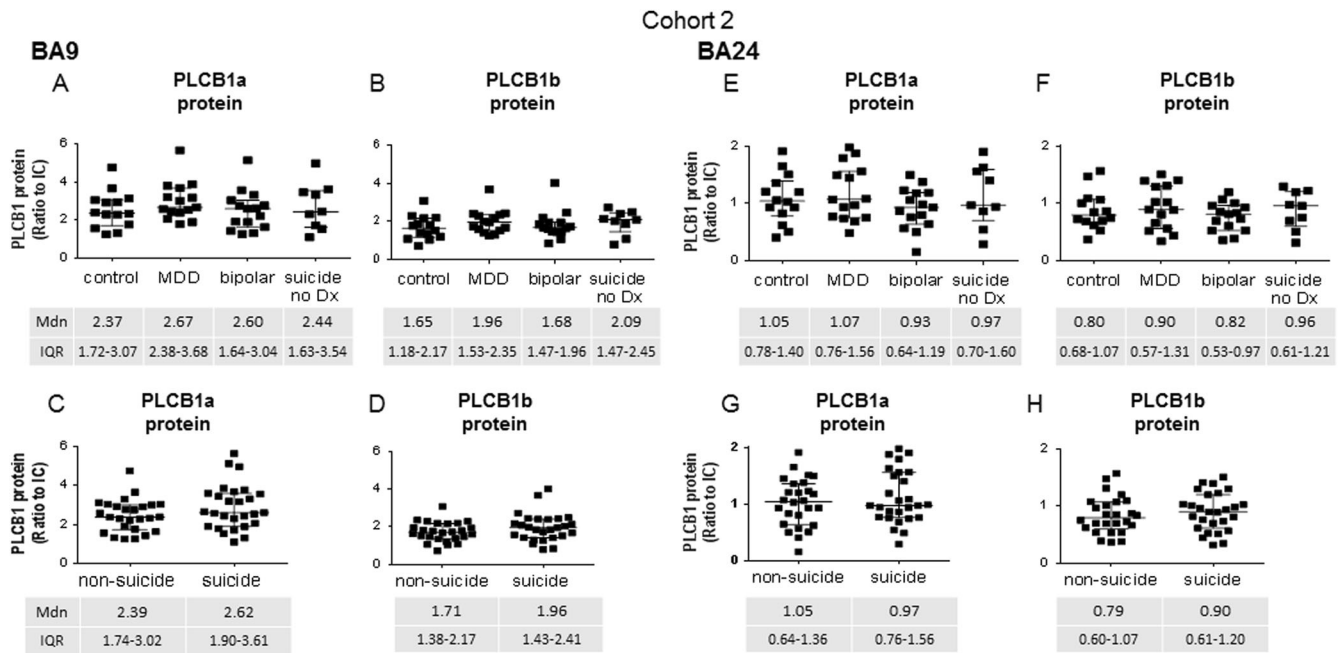 Cohort 2
BA9
BA24
A
PLCB1a
protein
B
PLCB1b
protein
E
PLCB1a
protein
F
PLCB1b
protein
PLCB1 protein
(Ratio to IC)
6
4
2
0
control MDD bipolar suicide
no Dx
6
4
2
0
control MDD bipolar suicide
no Dx
PLCB1 protein
(Ratio to IC)
2
1
0
control MDD bipolar suicide
no Dx
2
1
0
control MDD bipolar suicide
no Dx
Mdn 2.37 2.67 2.60 2.44
IQR 1.72-3.07 2.38-3.68 1.64-3.04 1.63-3.54
1.65 1.96 1.68 2.09
1.18-2.17 1.53-2.35 1.47-1.96 1.47-2.45
1.05 1.07 0.93 0.97
0.78-1.40 0.76-1.56 0.64-1.19 0.70-1.60
0.80 0.90 0.82 0.96
0.68-1.07 0.57-1.31 0.53-0.97 0.61-1.21
C
PLCB1a
protein
D
PLCB1b
protein
G
PLCB1a
protein
H
PLCB1b
protein
PLCB1 protein
(Ratio to IC)
6
4
2
0
non-suicide suicide
6
4
2
0
non-suicide suicide
PLCB1 protein
(Ratio to IC)
2
1
0
non-suicide suicide
2
1
0
non-suicide suicide
Mdn 2.39 2.62
IQR 1.74-3.02 1.90-3.61
1.71 1.96
1.38-2.17 1.43-2.41
1.05 0.97
0.64-1.36 0.76-1.56
0.79 0.90
0.60-1.07 0.61-1.20